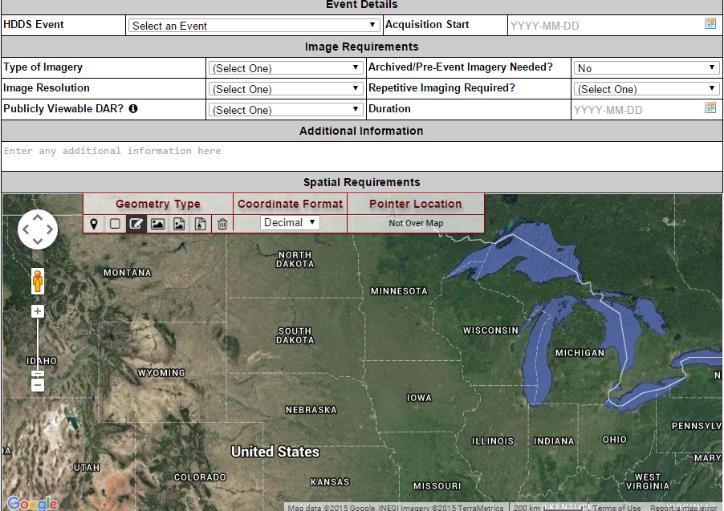 Event Details
HDDS Event Select an Event Acquisition Start YYYY-MM-DD
Image Requirements
Type of Imagery (Select One) Archived/Pre-Event Imagery Needed? No
Image Resolution (Select One) Repetitive Imaging Required? (Select One)
Publicly Viewable DAR? (Select One) Duration YYYY-MM-DD
Additional Information
Enter any additional information here
Spatial Requirements
Geometry Type Coordinate Format Pointer Location
Decimal Not Over Map
NORTH
DAKOTA
MONTANA
MINNESOTA
SOUTH
DAKOTA
WISCONSIN
MICHIGAN
IDAHO
WYOMING
N
IOWA
NEBRASKA
PENNSYLV
ILLINOIS INDIANA OHIO
United States
MARY
UTAH
COLORADO
KANSAS
MISSOURI
WEST
VIRGINIA
Google
Map data ©2015 Google, INEGI Imagery ©2015 TerraMetrics 200 km Terms of Use Report a map error